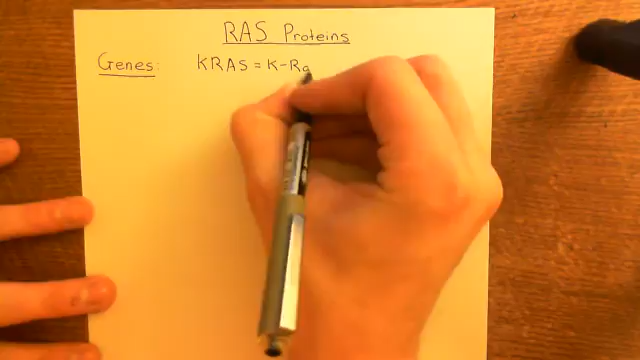 RAS Proteins
Genes: KRAS = K-Ra